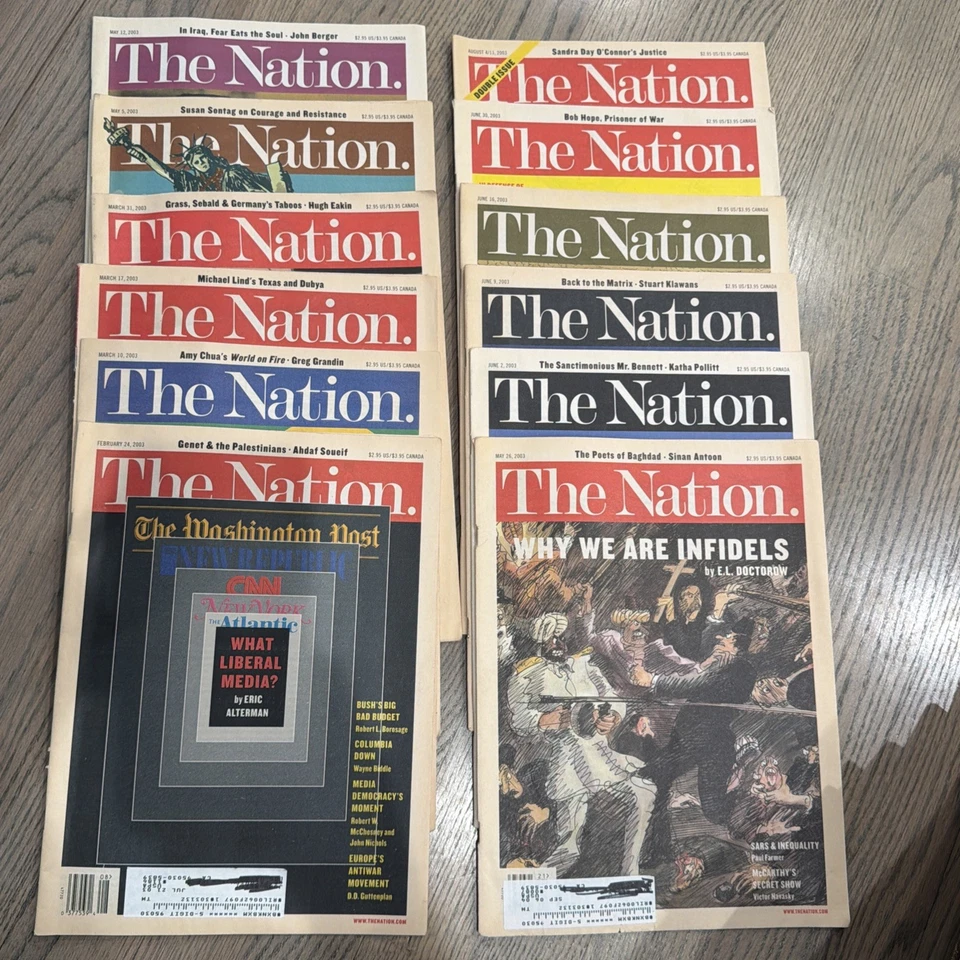 MAY 12, 2003
In Iraq, Fear Eats the Soul · John Berger
$2.95 US/$3.95 CANADA
The Nation.
MAY 5, 2003
Susan Sontag on Courage and Resistance
$2.95 US/$3.95 CANADA
The Nation.
MARCH 31, 2003
Grass, Sebald & Germany's Taboos · Hugh Eakin
$2.95 US/$3.95 CANADA
The Nation.
MARCH 17, 2003
Michael Lind's Texas and Dubya
$2.95 US/$3.95 CANADA
The Nation.
MARCH 10, 2003
Amy Chua's World on Fire · Greg Grandin
$2.95 US/$3.95 CANADA
The Nation.
FEBRUARY 24, 2003
Genet & the Palestinians · Ahdaf Soueif
$2.95 US/$3.95 CANADA
The Nation.
The Washington Post
NEW REPUBLIC
CNN
NEW YORK
THE Atlantic
WHAT
LIBERAL
MEDIA?
by ERIC
ALTERMAN
BUSH'S BIG
BAD BUDGET
Robert L. Borosage
COLUMBIA
DOWN
Wayne Biddle
MEDIA
DEMOCRACY'S
MOMENT
Robert W.
McChesney and
John Nichols
EUROPE'S
ANTIWAR
MOVEMENT
D.D. Guttenplan
08>
WWW.THENATION.COM
AUGUST 4/11, 2003
Sandra Day O'Connor's Justice
$2.95 US/$3.95 CANADA
DOUBLE ISSUE
The Nation.
JUNE 30, 2003
Bob Hope, Prisoner of War
$2.95 US/$3.95 CANADA
The Nation.
JUNE 16, 2003
$2.95 US/$3.95 CANADA
The Nation.
JUNE 9, 2003
Back to the Matrix · Stuart Klawans
$2.95 US/$3.95 CANADA
The Nation.
JUNE 2, 2003
The Sanctimonious Mr. Bennett · Katha Pollitt
$2.95 US/$3.95 CANADA
The Nation.
MAY 26, 2003
The Poets of Baghdad · Sinan Antoon
$2.95 US/$3.95 CANADA
The Nation.
WHY WE ARE INFIDELS
by E.L. DOCTOROW
SARS & INEQUALITY
Paul Farmer
McCARTHY'S
SECRET SHOW
Victor Navasky
21>
WWW.THENATION.COM